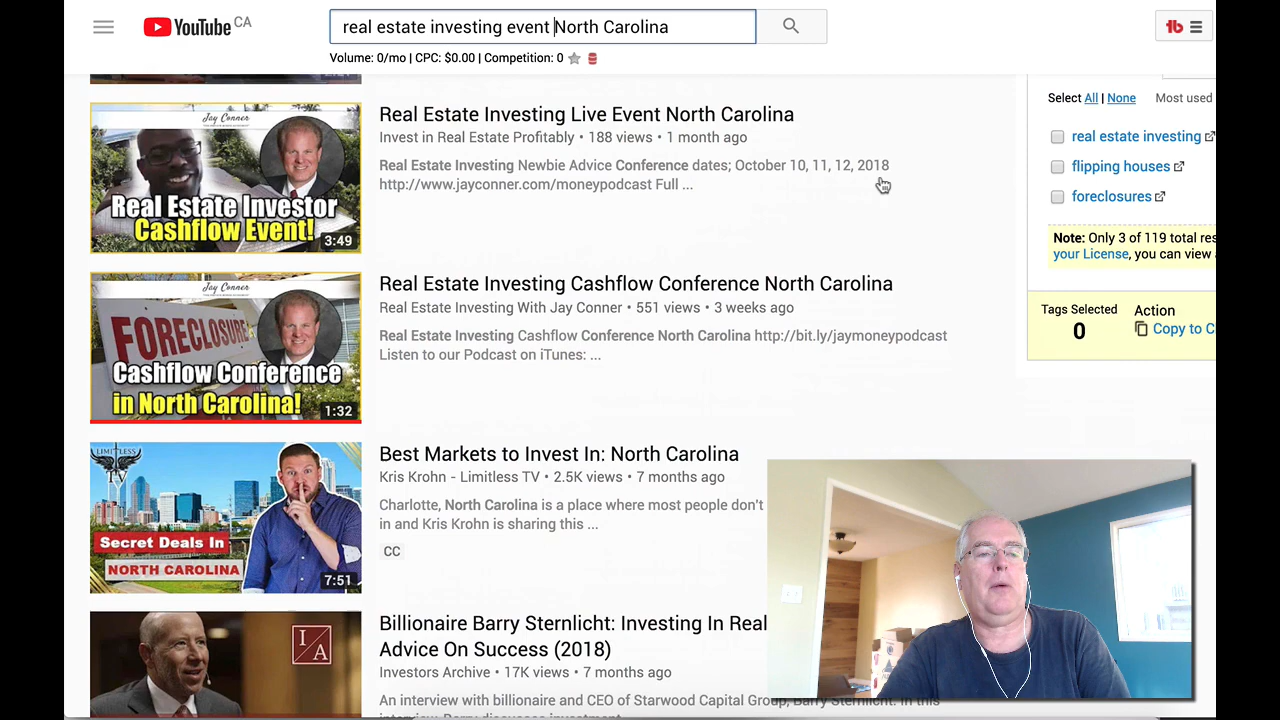 YouTube CA
real estate investing event North Carolina
tb
Volume: 0/mo | CPC: $0.00 | Competition: 0
Jay Conner
Real Estate Investor
Cashflow Event!
3:49
Real Estate Investing Live Event North Carolina
Invest in Real Estate Profitably • 188 views • 1 month ago
Real Estate Investing Newbie Advice Conference dates; October 10, 11, 12, 2018
http://www.jayconner.com/moneypodcast Full ...
Jay Conner
FORECLOSURE
Cashflow Conference
in North Carolina!
1:32
Real Estate Investing Cashflow Conference North Carolina
Real Estate Investing With Jay Conner • 551 views • 3 weeks ago
Real Estate Investing Cashflow Conference North Carolina http://bit.ly/jaymoneypodcast
Listen to our Podcast on iTunes: ...
LIMITLESS
TV
Secret Deals In
NORTH CAROLINA
7:51
Best Markets to Invest In: North Carolina
Kris Krohn - Limitless TV • 2.5K views • 7 months ago
Charlotte, North Carolina is a place where most people don't
in and Kris Krohn is sharing this ...
CC
I A
Billionaire Barry Sternlicht: Investing In Real
Advice On Success (2018)
Investors Archive • 17K views • 7 months ago
An interview with billionaire and CEO of Starwood Capital Group, Barry Sternlicht. In this
interview, Barry discusses investment
Select All | None Most used
real estate investing
flipping houses
foreclosures
Note: Only 3 of 119 total res
your License, you can view
Tags Selected
0
Action
Copy to C